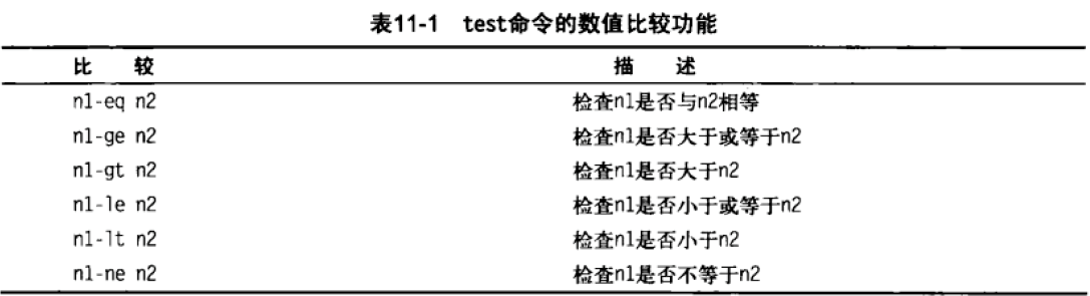 表11-1 test命令的数值比较功能
比 较 描 述
n1-eq n2 检查n1是否与n2相等
n1-ge n2 检查n1是否大于或等于n2
n1-gt n2 检查n1是否大于n2
n1-le n2 检查n1是否小于或等于n2
n1-lt n2 检查n1是否小于n2
n1-ne n2 检查n1是否不等于n2